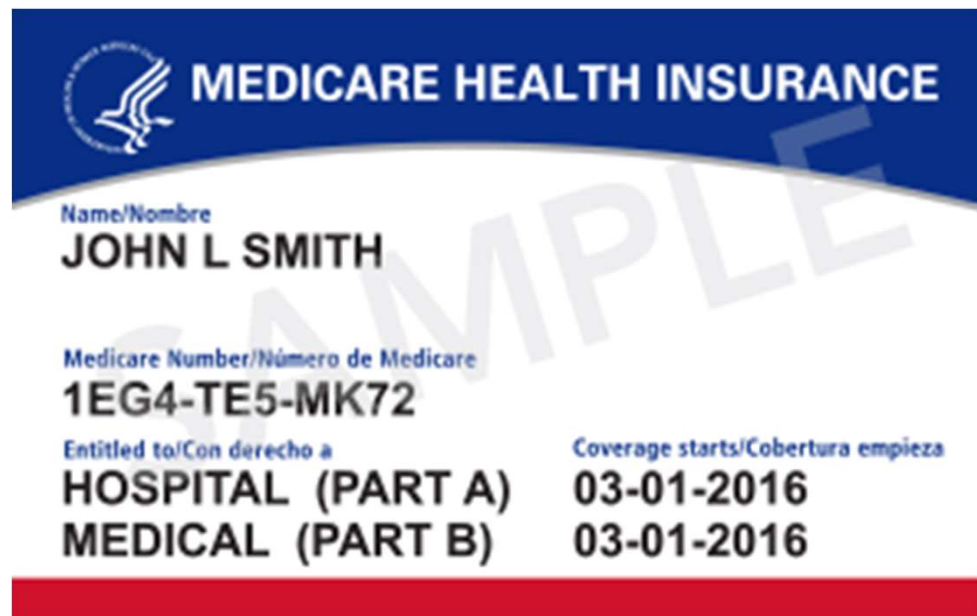 MEDICARE HEALTH INSURANCE
SAMPLE
Name/Nombre
JOHN L SMITH
Medicare Number/Número de Medicare
1EG4-TE5-MK72
Entitled to/Con derecho a Coverage starts/Cobertura empieza
HOSPITAL (PART A) 03-01-2016
MEDICAL (PART B) 03-01-2016